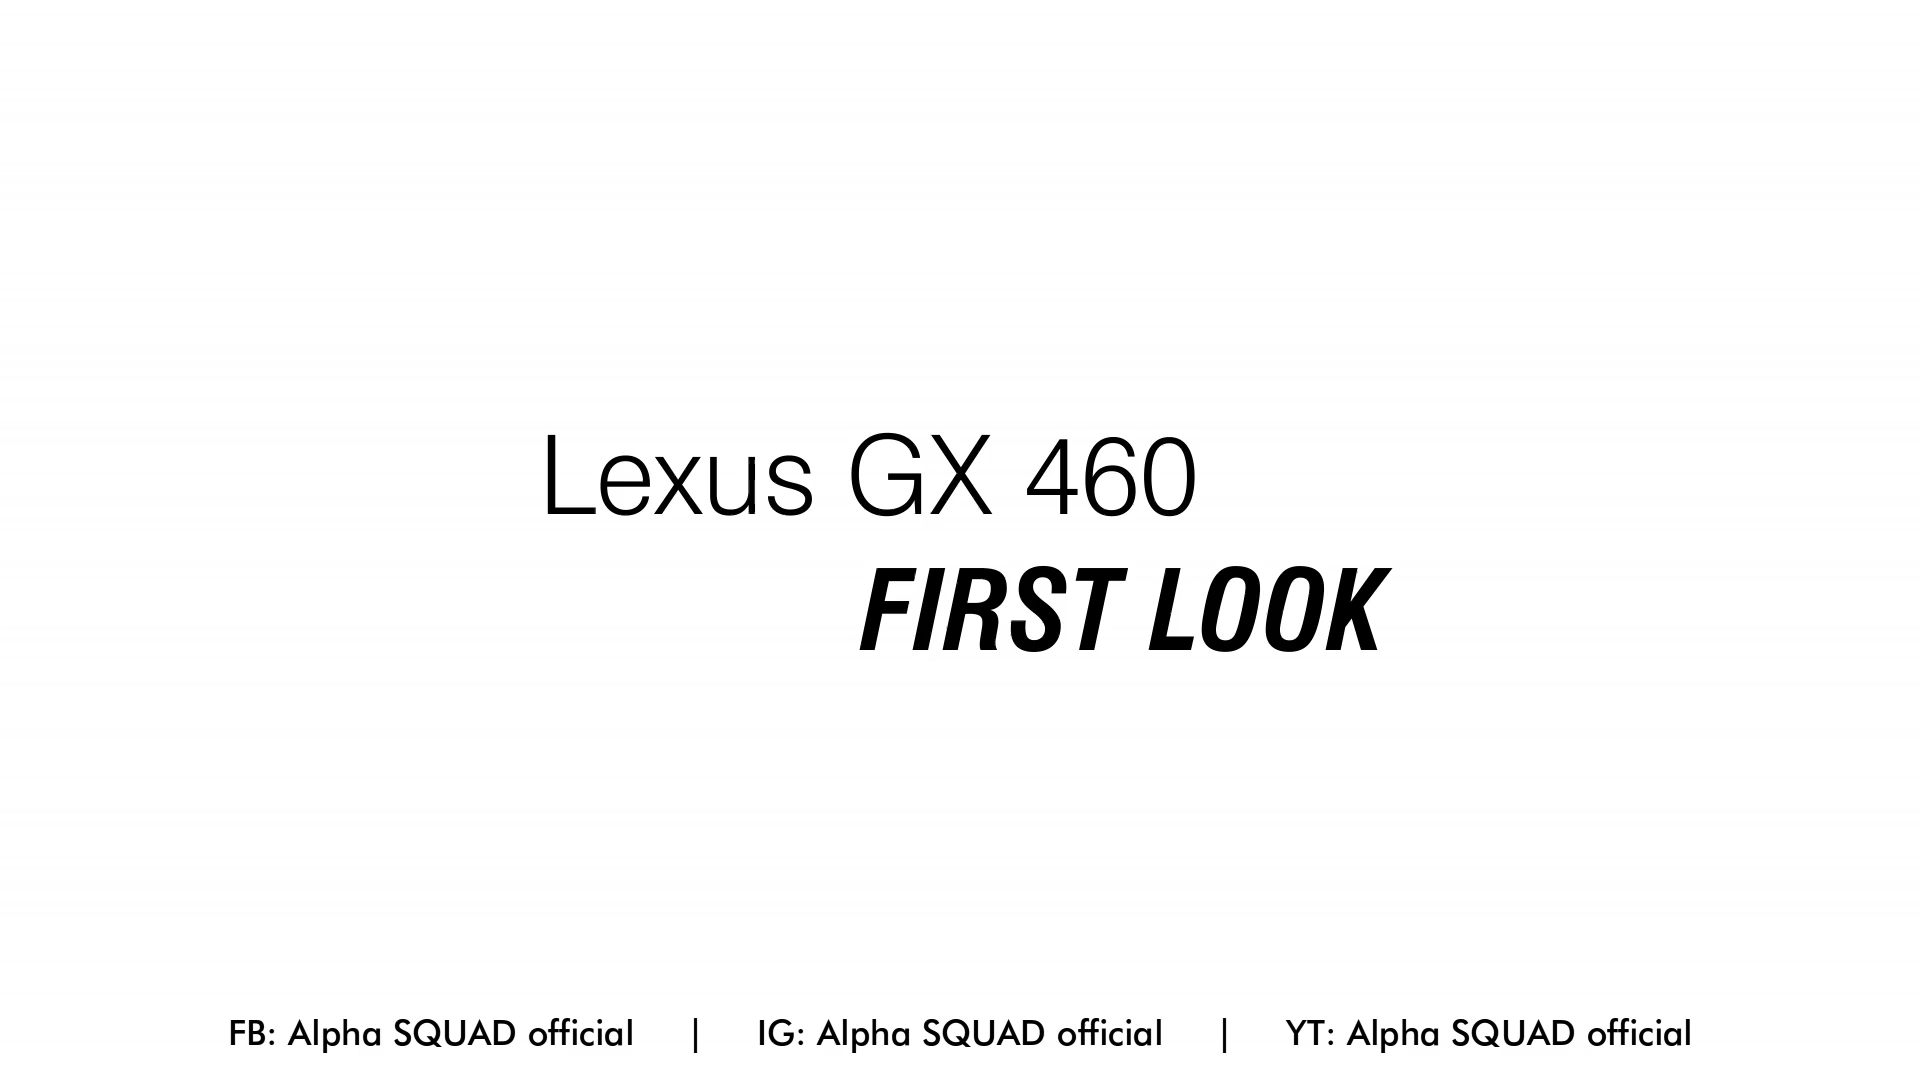 Lexus GX 460
FIRST LOOK
FB: Alpha SQUAD official | IG: Alpha SQUAD official | YT: Alpha SQUAD official